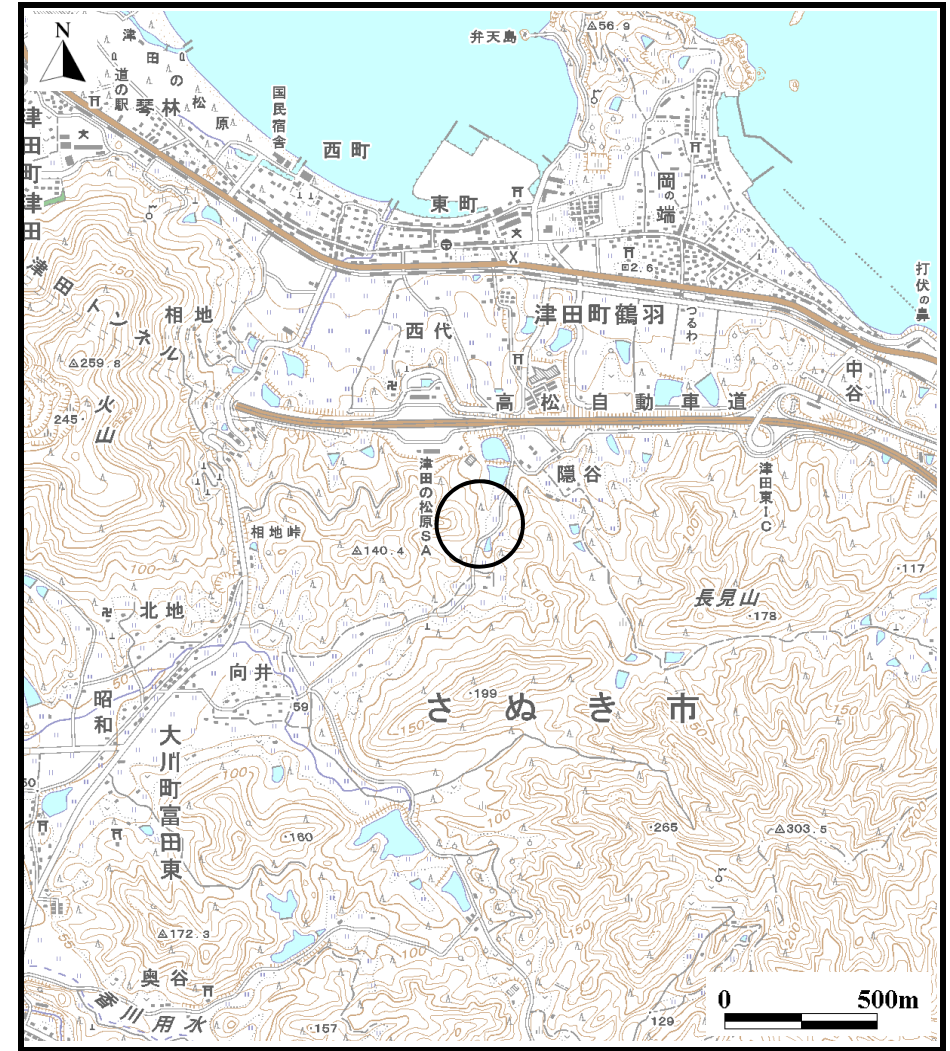 N
弁天島
56.9
津田の松原
道の駅
琴林
国民宿舎
西町
津田町津田
東町
岡の端
2.6
打伏の鼻
津田トンネル
相地
西代
津田町鶴羽
つるわ
259.8
中谷
高松自動車道
245
火山
津田の松原SA
隠谷
津田東IC
相地峠
140.4
117
長見山
178
北地
向井
199
さぬき市
昭和
59
大川町富田東
160
265
303.5
172.3
奥谷
香川用水
157
129
150
100
50
200
0 500m